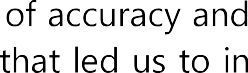 of accuracy and
that led us to in